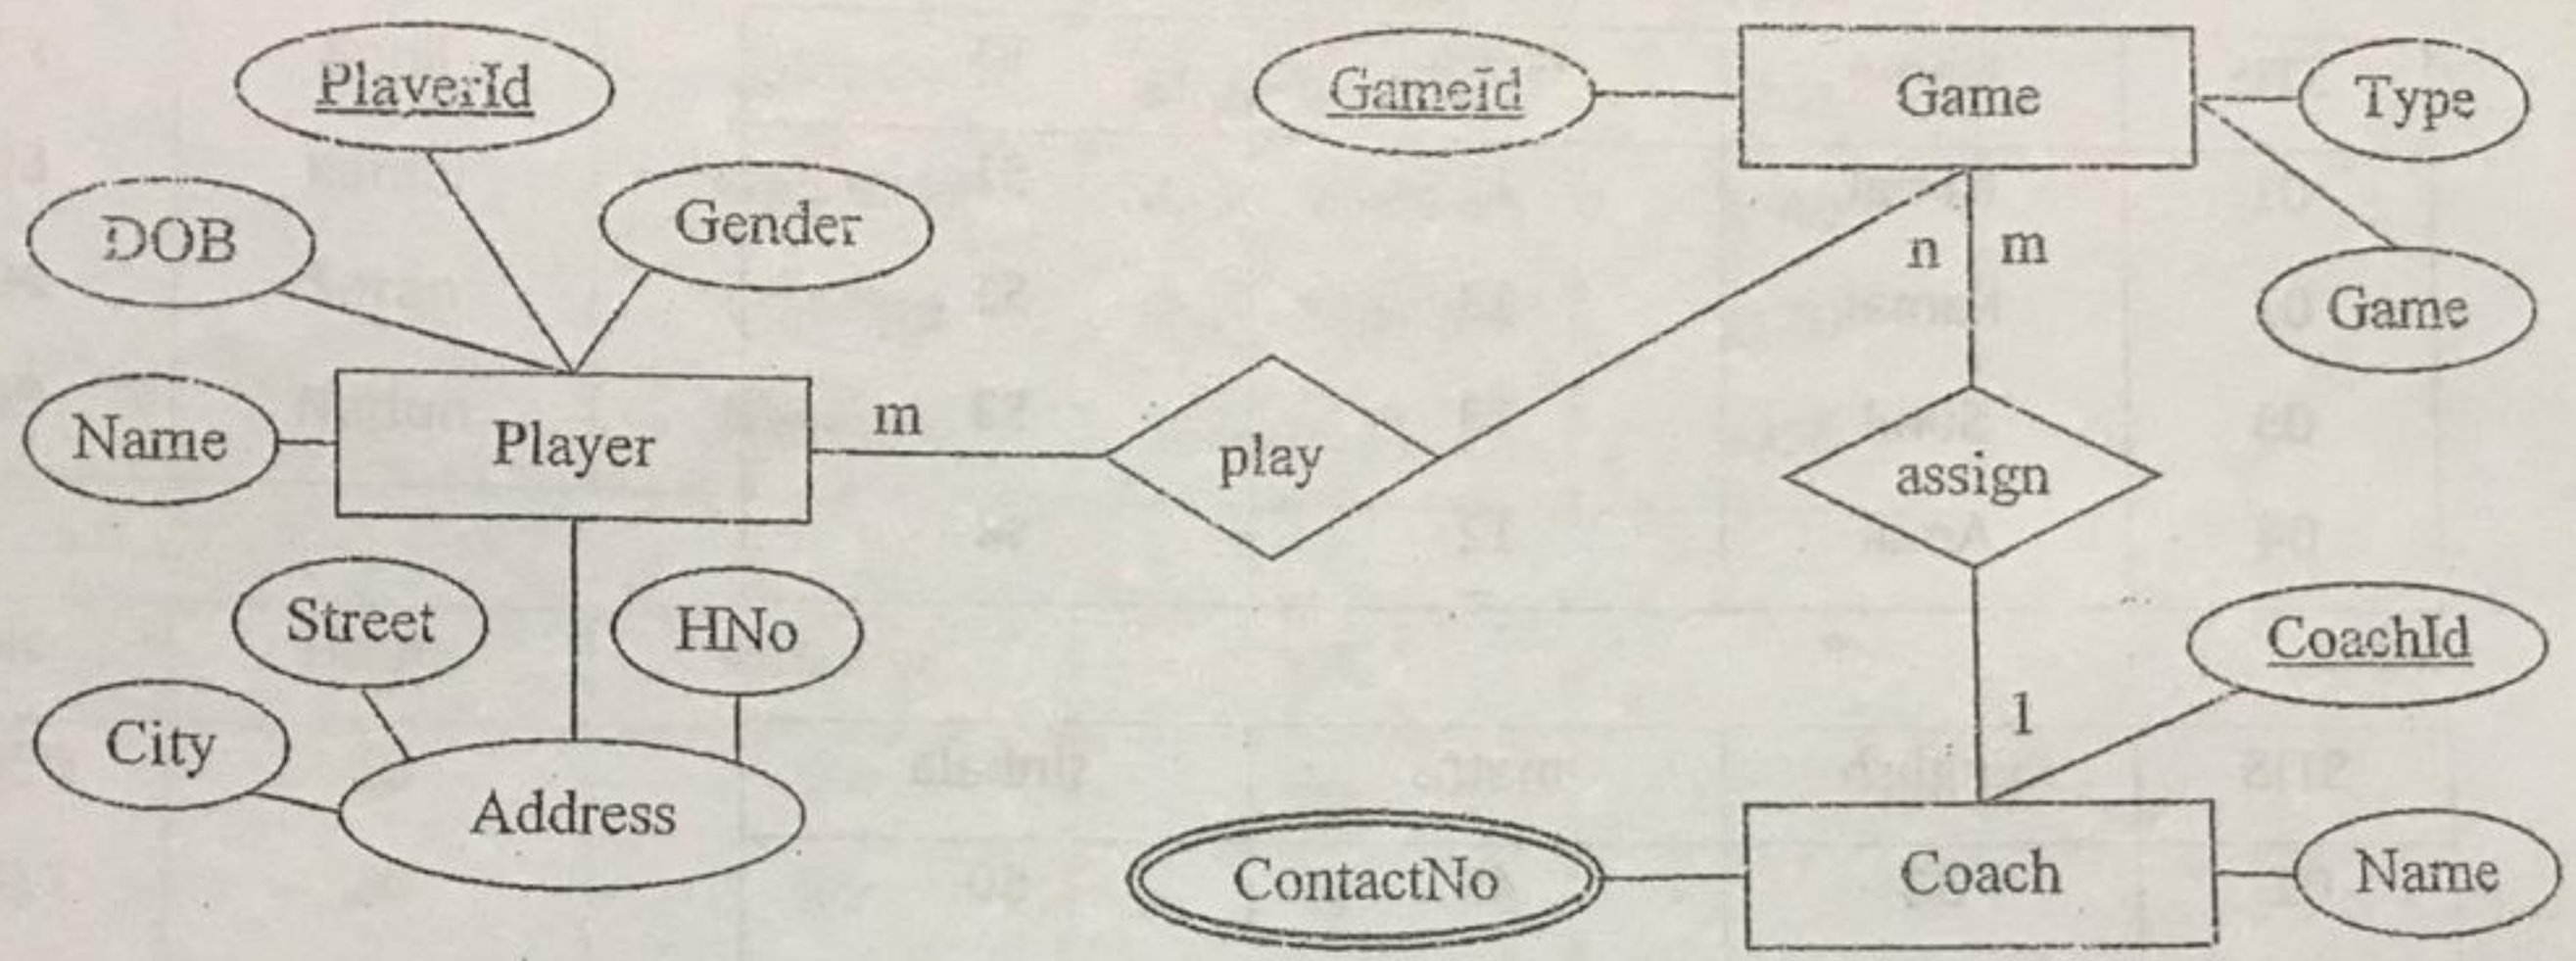 PlayerId
GameId
Game
Type
DOB
Gender
n
m
Game
Name
Player
m
play
assign
Street
HNo
CoachId
City
1
Address
ContactNo
Coach
Name